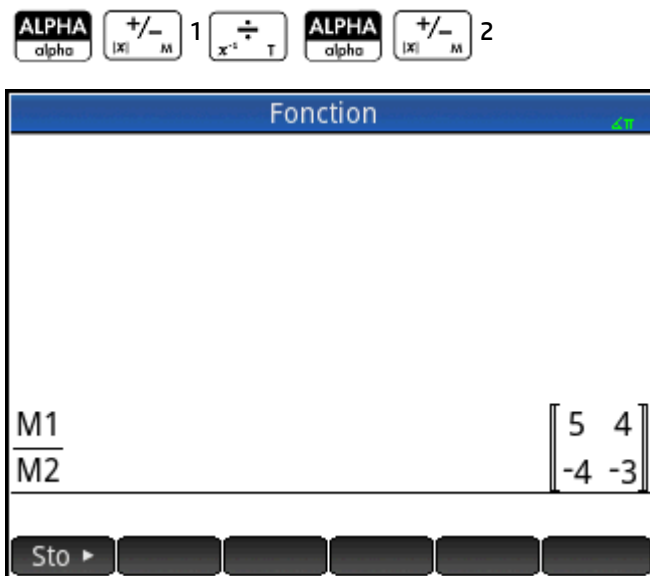 ALPHA alpha +/- |x| M 1 ÷ x⁻¹ T ALPHA alpha +/- |x| M 2
Fonction ∡π
M1
M2
5 4
-4 -3
Sto ►